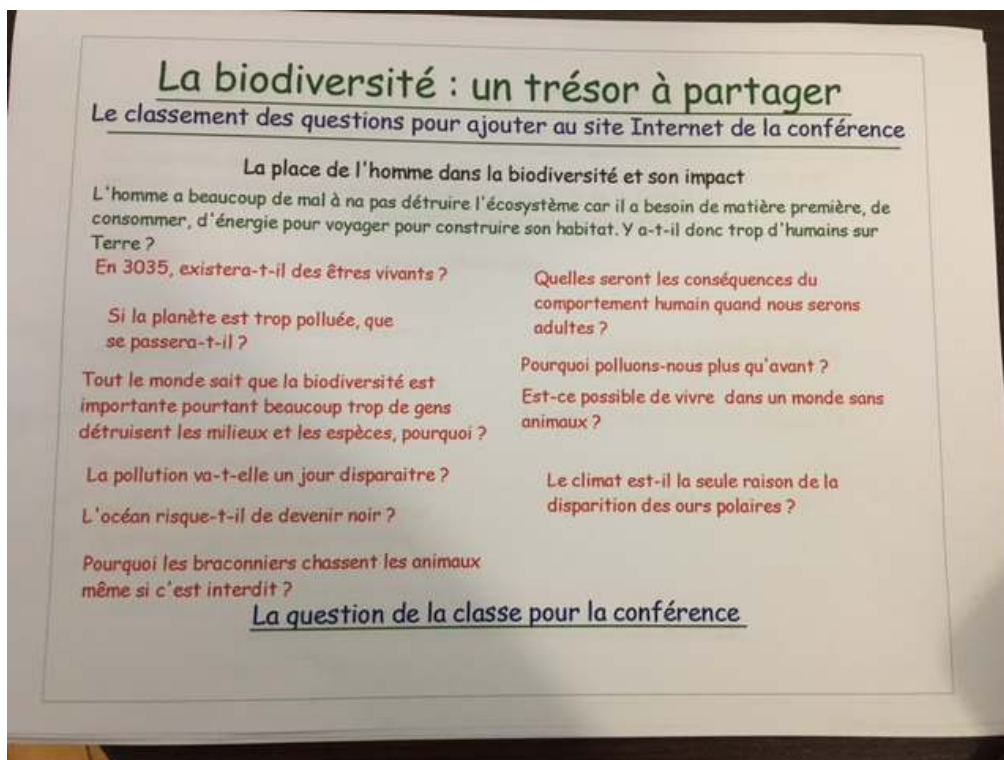 La biodiversité : un trésor à partager
Le classement des questions pour ajouter au site Internet de la conférence
La place de l'homme dans la biodiversité et son impact
L'homme a beaucoup de mal à na pas détruire l'écosystème car il a besoin de matière première, de
consommer, d'énergie pour voyager pour construire son habitat. Y a-t-il donc trop d'humains sur
Terre ?
En 3035, existera-t-il des êtres vivants ?
Si la planète est trop polluée, que
se passera-t-il ?
Tout le monde sait que la biodiversité est
importante pourtant beaucoup trop de gens
détruisent les milieux et les espèces, pourquoi ?
La pollution va-t-elle un jour disparaitre ?
L'océan risque-t-il de devenir noir ?
Pourquoi les braconniers chassent les animaux
même si c'est interdit ?
Quelles seront les conséquences du
comportement humain quand nous serons
adultes ?
Pourquoi polluons-nous plus qu'avant ?
Est-ce possible de vivre dans un monde sans
animaux ?
Le climat est-il la seule raison de la
disparition des ours polaires ?
La question de la classe pour la conférence